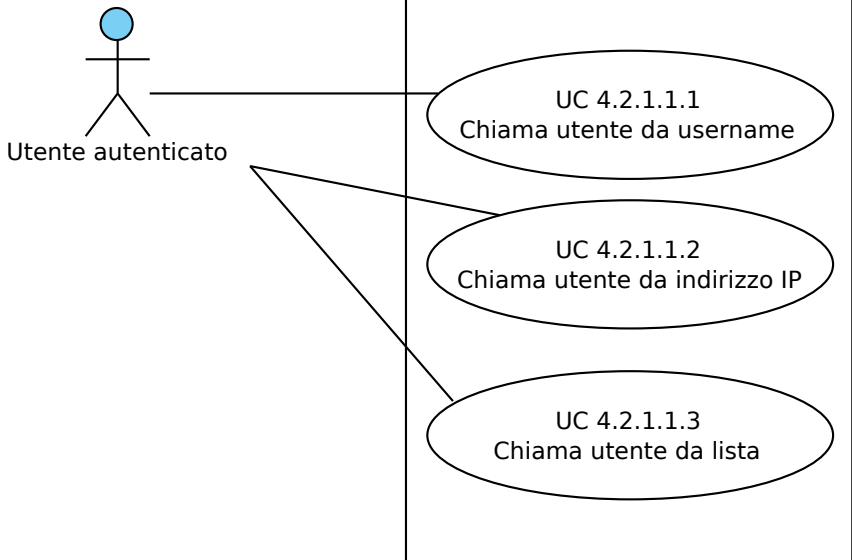 Utente autenticato
UC 4.2.1.1.1
Chiama utente da username
UC 4.2.1.1.2
Chiama utente da indirizzo IP
UC 4.2.1.1.3
Chiama utente da lista